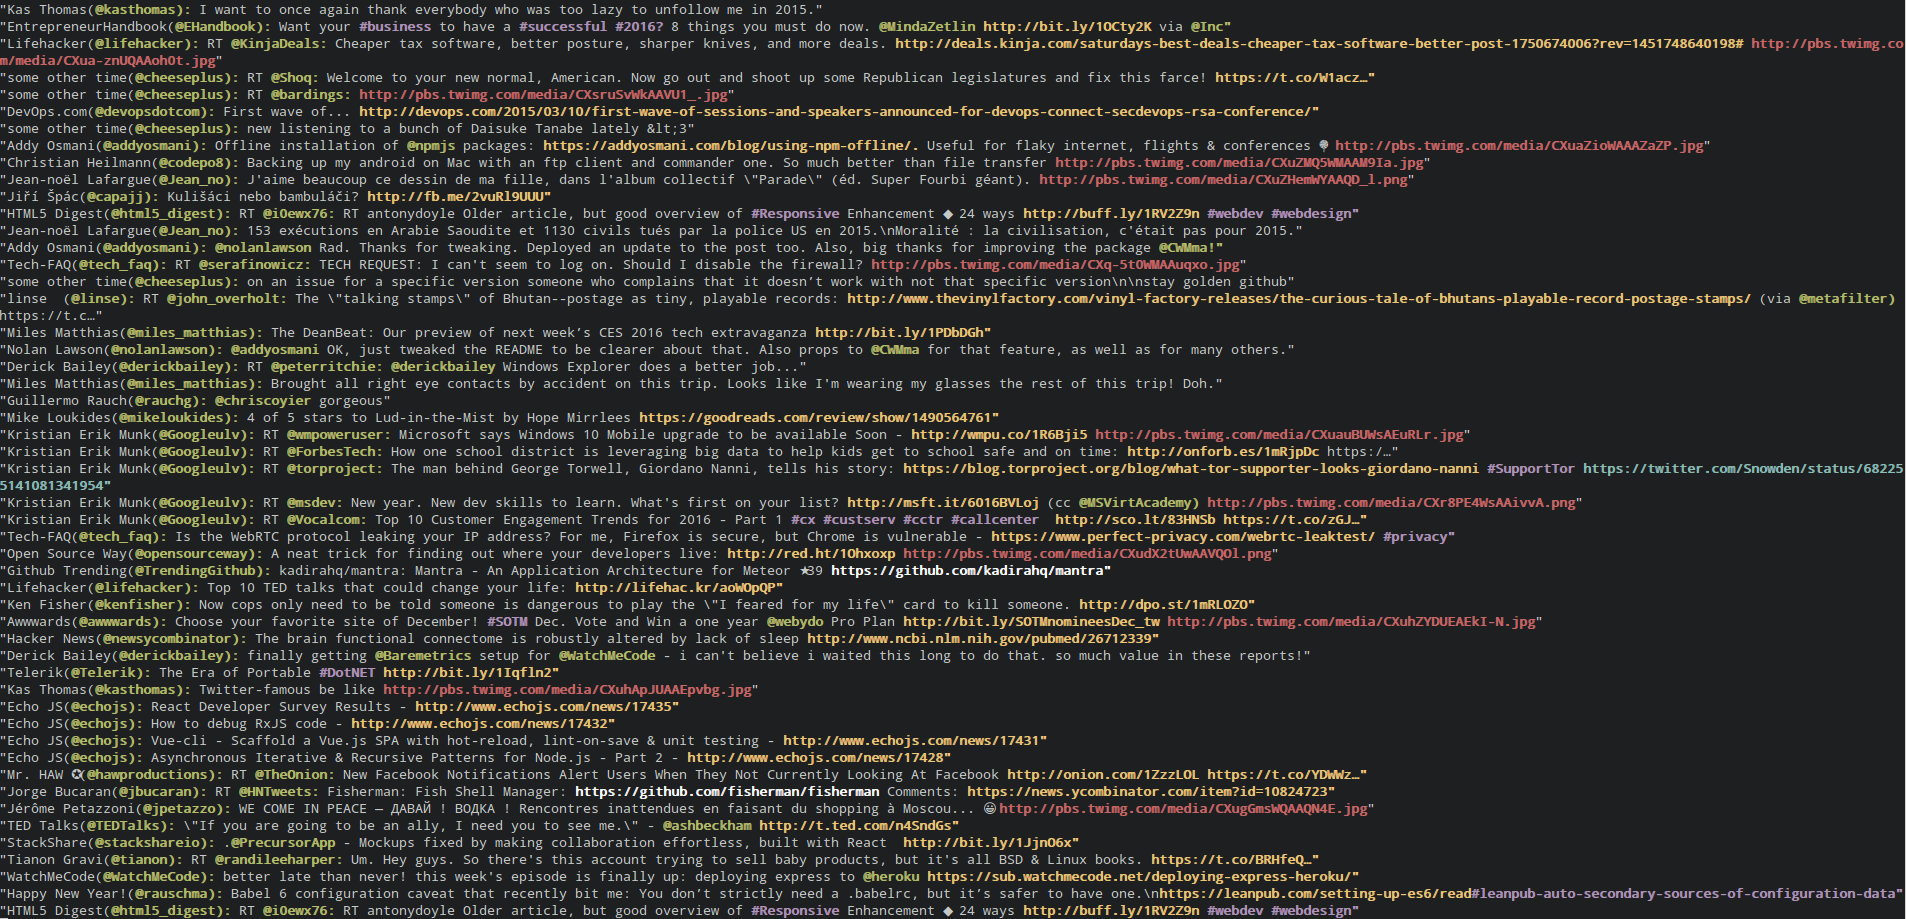 "Kas Thomas(@kasthomas): I want to once again thank everybody who was too lazy to unfollow me in 2015."
"EntrepreneurHandbook(@EHandbook): Want your #business to have a #successful #2016? 8 things you must do now. @MindaZetlin http://bit.ly/1OCty2K via @Inc"
"Lifehacker(@lifehacker): RT @KinjaDeals: Cheaper tax software, better posture, sharper knives, and more deals. http://deals.kinja.com/saturdays-best-deals-cheaper-tax-software-better-post-1750674006?rev=1451748640198# http://pbs.twimg.co
m/media/CXua-znUQAAohOt.jpg"
"some other time(@cheeseplus): RT @Shoq: Welcome to your new normal, American. Now go out and shoot up some Republican legislatures and fix this farce! https://t.co/W1acz…"
"some other time(@cheeseplus): RT @bardings: http://pbs.twimg.com/media/CXsruSvWkAAVU1_.jpg"
"DevOps.com(@devopsdotcom): First wave of... http://devops.com/2015/03/10/first-wave-of-sessions-and-speakers-announced-for-devops-connect-secdevops-rsa-conference/"
"some other time(@cheeseplus): new listening to a bunch of Daisuke Tanabe lately &lt;3"
"Addy Osmani(@addyosmani): Offline installation of @npmjs packages: https://addyosmani.com/blog/using-npm-offline/. Useful for flaky internet, flights & conferences 🌪 http://pbs.twimg.com/media/CXuaZioWAAAZaZP.jpg"
"Christian Heilmann(@codepo8): Backing up my android on Mac with an ftp client and commander one. So much better than file transfer http://pbs.twimg.com/media/CXuZMQ5WMAAM9Ia.jpg"
"Jean-noël Lafargue(@Jean_no): J'aime beaucoup ce dessin de ma fille, dans l'album collectif \"Parade\" (éd. Super Fourbi géant). http://pbs.twimg.com/media/CXuZHemWYAAQD_l.png"
"Jiří Špác(@capajj): Kulišáci nebo bambuláči? http://fb.me/2vuRl9UUU"
"HTML5 Digest(@html5_digest): RT @i0ewx76: RT antonydoyle Older article, but good overview of #Responsive Enhancement ◆ 24 ways http://buff.ly/1RV2Z9n #webdev #webdesign"
"Jean-noël Lafargue(@Jean_no): 153 exécutions en Arabie Saoudite et 1130 civils tués par la police US en 2015.\nMoralité : la civilisation, c'était pas pour 2015."
"Addy Osmani(@addyosmani): @nolanlawson Rad. Thanks for tweaking. Deployed an update to the post too. Also, big thanks for improving the package @CWMma!"
"Tech-FAQ(@tech_faq): RT @serafinowicz: TECH REQUEST: I can't seem to log on. Should I disable the firewall? http://pbs.twimg.com/media/CXq-5tOWMAAuqxo.jpg"
"some other time(@cheeseplus): on an issue for a specific version someone who complains that it doesn’t work with not that specific version\n\n\nstay golden github"
"linse  (@linse): RT @john_overholt: The \"talking stamps\" of Bhutan--postage as tiny, playable records: http://www.thevinylfactory.com/vinyl-factory-releases/the-curious-tale-of-bhutans-playable-record-postage-stamps/ (via @metafilter)
https://t.c…"
"Miles Matthias(@miles_matthias): The DeanBeat: Our preview of next week’s CES 2016 tech extravaganza http://bit.ly/1PDbDGh"
"Nolan Lawson(@nolanlawson): @addyosmani OK, just tweaked the README to be clearer about that. Also props to @CWMma for that feature, as well as for many others."
"Derick Bailey(@derickbailey): RT @peterritchie: @derickbailey Windows Explorer does a better job..."
"Miles Matthias(@miles_matthias): Brought all right eye contacts by accident on this trip. Looks like I'm wearing my glasses the rest of this trip! Doh."
"Guillermo Rauch(@rauchg): @chriscoyier gorgeous"
"Mike Loukides(@mikeloukides): 4 of 5 stars to Lud-in-the-Mist by Hope Mirrlees https://goodreads.com/review/show/1490564761"
"Kristian Erik Munk(@Googleulv): RT @wmpoweruser: Microsoft says Windows 10 Mobile upgrade to be available Soon - http://wmpu.co/1R6Bji5 http://pbs.twimg.com/media/CXuauBUWsAEuRLr.jpg"
"Kristian Erik Munk(@Googleulv): RT @ForbesTech: How one school district is leveraging big data to help kids get to school safe and on time: http://onforb.es/1mRjpDc https:/…"
"Kristian Erik Munk(@Googleulv): RT @torproject: The man behind George Torwell, Giordano Nanni, tells his story: https://blog.torproject.org/blog/what-tor-supporter-looks-giordano-nanni #SupportTor https://twitter.com/Snowden/status/68225
5141081341954"
"Kristian Erik Munk(@Googleulv): RT @msdev: New year. New dev skills to learn. What's first on your list? http://msft.it/6016BVLoj (cc @MSVirtAcademy) http://pbs.twimg.com/media/CXr8PE4WsAAivvA.png"
"Kristian Erik Munk(@Googleulv): RT @Vocalcom: Top 10 Customer Engagement Trends for 2016 - Part 1 #cx #custserv #cctr #callcenter  http://sco.lt/83HNSb https://t.co/zGJ…"
"Tech-FAQ(@tech_faq): Is the WebRTC protocol leaking your IP address? For me, Firefox is secure, but Chrome is vulnerable - https://www.perfect-privacy.com/webrtc-leaktest/ #privacy"
"Open Source Way(@opensourceway): A neat trick for finding out where your developers live: http://red.ht/1Ohxoxp http://pbs.twimg.com/media/CXudX2tUwAAVQOl.png"
"Github Trending(@TrendingGithub): kadirahq/mantra: Mantra - An Application Architecture for Meteor ★39 https://github.com/kadirahq/mantra"
"Lifehacker(@lifehacker): Top 10 TED talks that could change your life: http://lifehac.kr/aoWOpQP"
"Ken Fisher(@kenfisher): Now cops only need to be told someone is dangerous to play the \"I feared for my life\" card to kill someone. http://dpo.st/1mRLOZO"
"Awwwards(@awwwards): Choose your favorite site of December! #SOTM Dec. Vote and Win a one year @webydo Pro Plan http://bit.ly/SOTMnomineesDec_tw http://pbs.twimg.com/media/CXuhZYDUEAEkI-N.jpg"
"Hacker News(@newsycombinator): The brain functional connectome is robustly altered by lack of sleep http://www.ncbi.nlm.nih.gov/pubmed/26712339"
"Derick Bailey(@derickbailey): finally getting @Baremetrics setup for @WatchMeCode - i can't believe i waited this long to do that. so much value in these reports!"
"Telerik(@Telerik): The Era of Portable #DotNET http://bit.ly/1Iqfln2"
"Kas Thomas(@kasthomas): Twitter-famous be like http://pbs.twimg.com/media/CXuhApJUAAEpvbg.jpg"
"Echo JS(@echojs): React Developer Survey Results - http://www.echojs.com/news/17435"
"Echo JS(@echojs): How to debug RxJS code - http://www.echojs.com/news/17432"
"Echo JS(@echojs): Vue-cli - Scaffold a Vue.js SPA with hot-reload, lint-on-save & unit testing - http://www.echojs.com/news/17431"
"Echo JS(@echojs): Asynchronous Iterative & Recursive Patterns for Node.js - Part 2 - http://www.echojs.com/news/17428"
"Mr. HAW ✪(@hawproductions): RT @TheOnion: New Facebook Notifications Alert Users When They Not Currently Looking At Facebook http://onion.com/1ZzzLOL https://t.co/YDWWz…"
"Jorge Bucaran(@jbucaran): RT @HNTweets: Fisherman: Fish Shell Manager: https://github.com/fisherman/fisherman Comments: https://news.ycombinator.com/item?id=10824723"
"Jérôme Petazzoni(@jpetazzo): WE COME IN PEACE — ДАВАЙ ! ВОДКА ! Rencontres inattendues en faisant du shopping à Moscou... 😀 http://pbs.twimg.com/media/CXugGmsWQAAQN4E.jpg"
"TED Talks(@TEDTalks): \"If you are going to be an ally, I need you to see me.\" - @ashbeckham http://t.ted.com/n4SndGs"
"StackShare(@stackshareio): .@PrecursorApp - Mockups fixed by making collaboration effortless, built with React  http://bit.ly/1JjnO6x"
"Tianon Gravi(@tianon): RT @randileeharper: Um. Hey guys. So there's this account trying to sell baby products, but it's all BSD & Linux books. https://t.co/BRHfeQ…"
"WatchMeCode(@WatchMeCode): better late than never! this week's episode is finally up: deploying express to @heroku https://sub.watchmecode.net/deploying-express-heroku/"
"Happy New Year!(@rauschma): Babel 6 configuration caveat that recently bit me: You don’t strictly need a .babelrc, but it’s safer to have one.\nhttps://leanpub.com/setting-up-es6/read#leanpub-auto-secondary-sources-of-configuration-data"
"HTML5 Digest(@html5_digest): RT @i0ewx76: RT antonydoyle Older article, but good overview of #Responsive Enhancement ◆ 24 ways http://buff.ly/1RV2Z9n #webdev #webdesign"